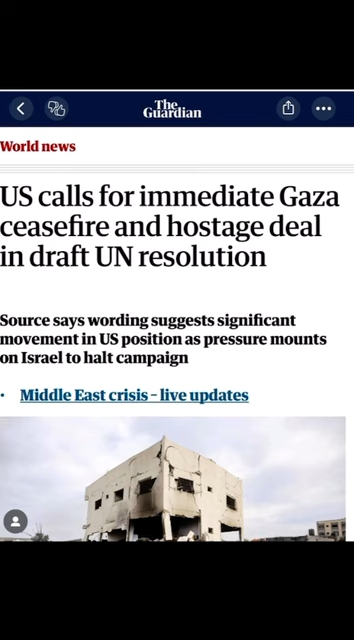 The
Guardian
World news
US calls for immediate Gaza
ceasefire and hostage deal
in draft UN resolution
Source says wording suggests significant
movement in US position as pressure mounts
on Israel to halt campaign
• Middle East crisis – live updates